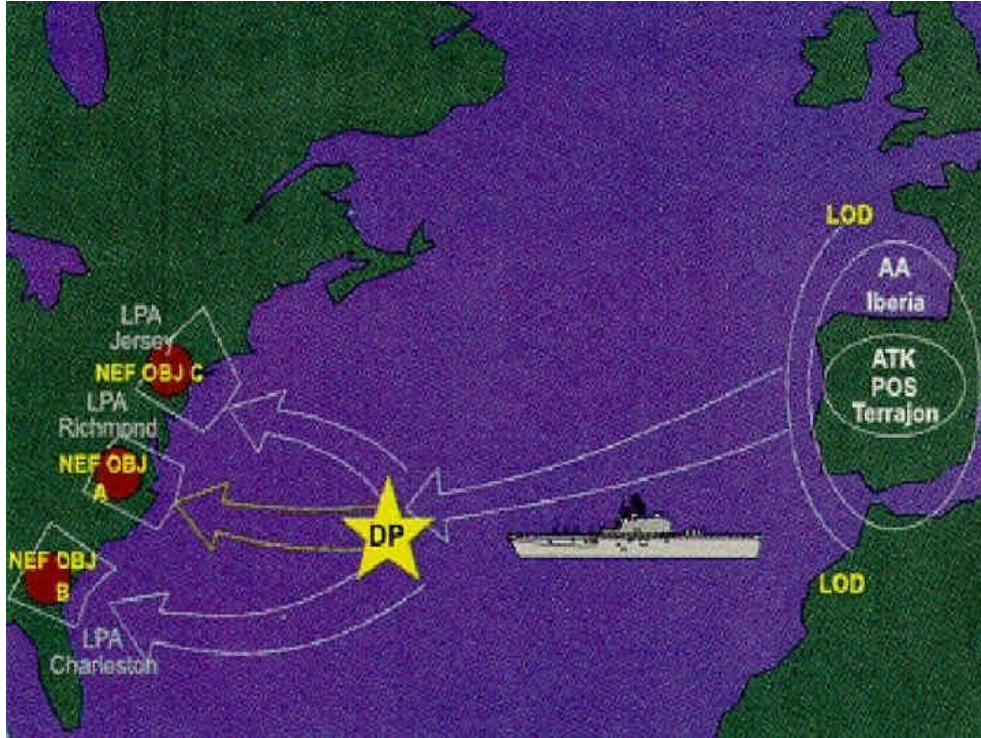 LOD
AA
Iberia
ATK
POS
Terrajon
LOD
LPA
Jersey
NEF OBJ C
LPA
Richmond
NEF OBJ
A
DP
NEF OBJ
B
LPA
Charleston